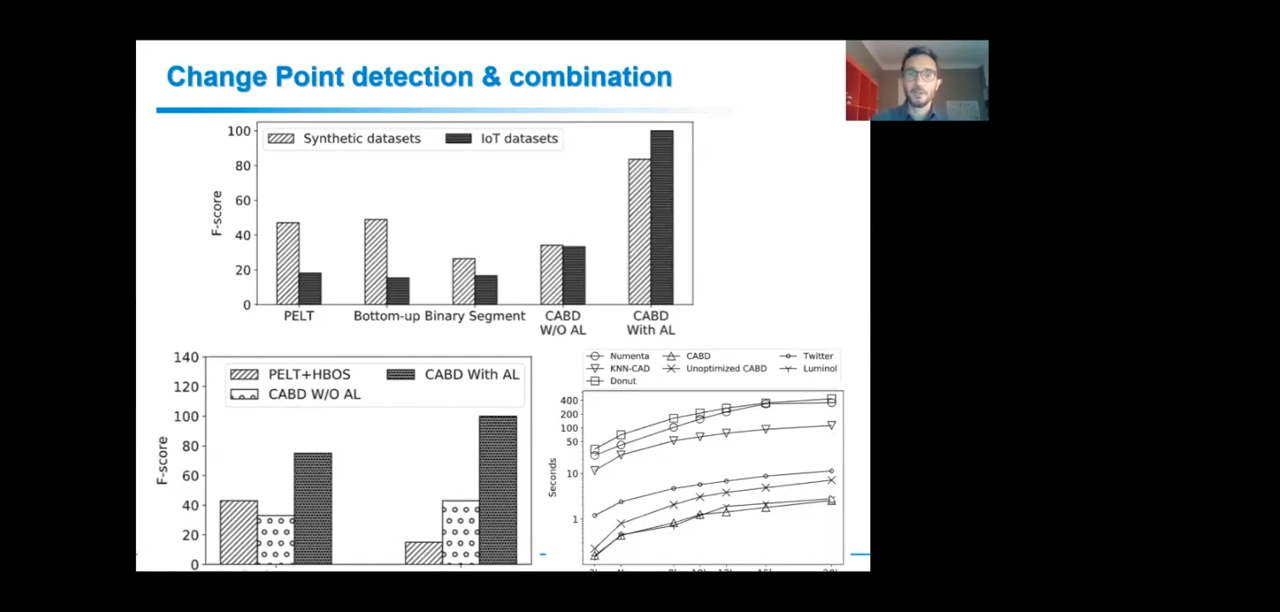 Change Point detection & combination
100
80
60
40
20
0
F-score
Synthetic datasets IoT datasets
PELT Bottom-up Binary Segment CABD W/O AL CABD With AL
140
120
100
80
60
40
20
0
F-score
PELT+HBOS CABD With AL
CABD W/O AL
Numenta CABD Twitter
KNN-CAD Unoptimized CABD Luminol
Donut
400
200
100
50
10
1
Seconds